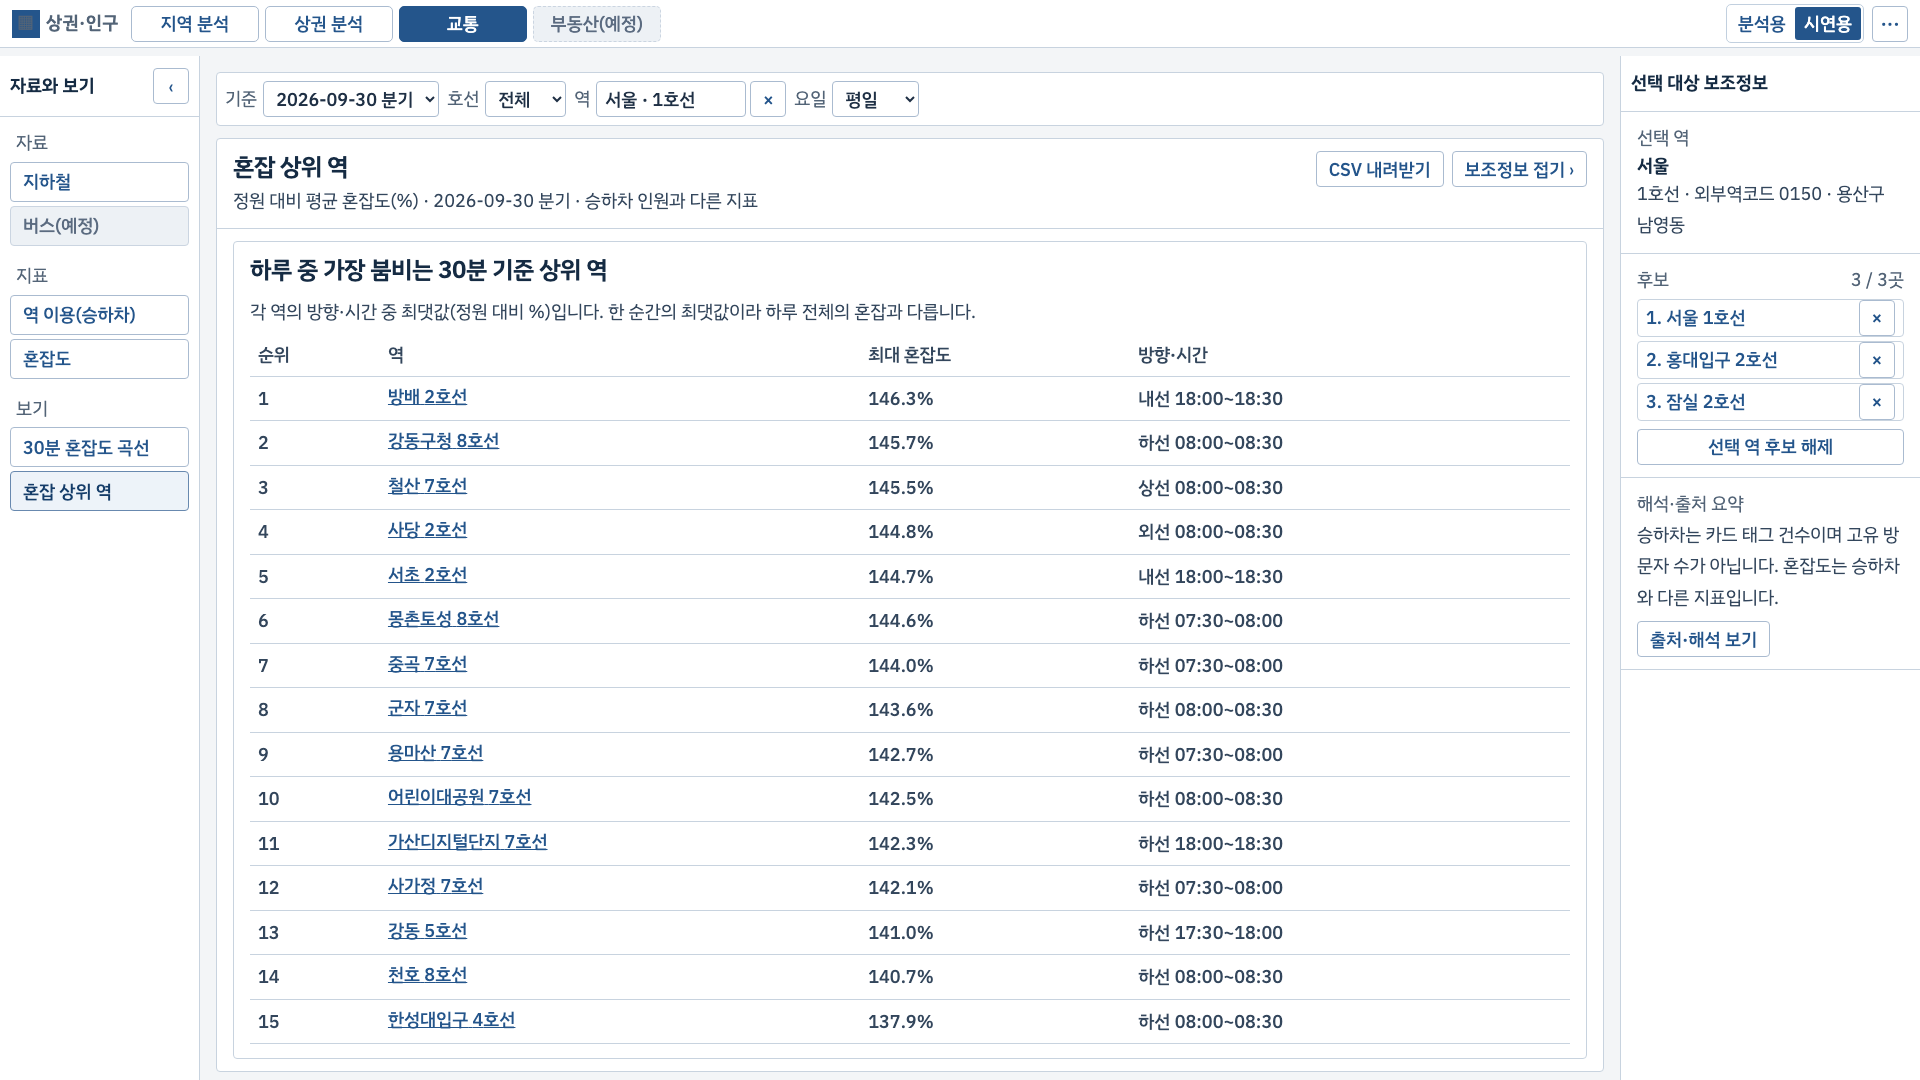 상권·인구
지역 분석
상권 분석
교통
부동산(예정)
분석용
시연용
···
자료와 보기
‹
자료
지하철
버스(예정)
지표
역 이용(승하차)
혼잡도
보기
30분 혼잡도 곡선
혼잡 상위 역
기준 2026-09-30 분기 호선 전체 역 서울 · 1호선 × 요일 평일
혼잡 상위 역
정원 대비 평균 혼잡도(%) · 2026-09-30 분기 · 승하차 인원과 다른 지표
CSV 내려받기
보조정보 접기 ›
하루 중 가장 붐비는 30분 기준 상위 역
각 역의 방향·시간 중 최댓값(정원 대비 %)입니다. 한 순간의 최댓값이라 하루 전체의 혼잡과 다릅니다.
순위 역 최대 혼잡도 방향·시간
1 방배 2호선 146.3% 내선 18:00~18:30
2 강동구청 8호선 145.7% 하선 08:00~08:30
3 철산 7호선 145.5% 상선 08:00~08:30
4 사당 2호선 144.8% 외선 08:00~08:30
5 서초 2호선 144.7% 내선 18:00~18:30
6 몽촌토성 8호선 144.6% 하선 07:30~08:00
7 중곡 7호선 144.0% 하선 07:30~08:00
8 군자 7호선 143.6% 하선 08:00~08:30
9 용마산 7호선 142.7% 하선 07:30~08:00
10 어린이대공원 7호선 142.5% 하선 08:00~08:30
11 가산디지털단지 7호선 142.3% 하선 18:00~18:30
12 사가정 7호선 142.1% 하선 07:30~08:00
13 강동 5호선 141.0% 하선 17:30~18:00
14 천호 8호선 140.7% 하선 08:00~08:30
15 한성대입구 4호선 137.9% 하선 08:00~08:30
선택 대상 보조정보
선택 역
서울
1호선 · 외부역코드 0150 · 용산구
남영동
후보 3 / 3곳
1. 서울 1호선 ×
2. 홍대입구 2호선 ×
3. 잠실 2호선 ×
선택 역 후보 해제
해석·출처 요약
승하차는 카드 태그 건수이며 고유 방
문자 수가 아닙니다. 혼잡도는 승하차
와 다른 지표입니다.
출처·해석 보기